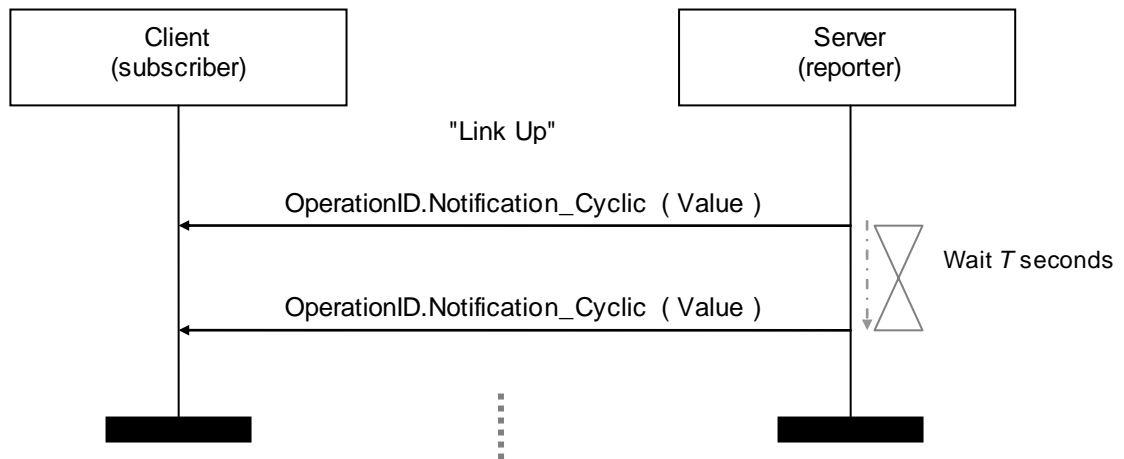 Client
(subscriber)
Server
(reporter)
"Link Up"
OperationID.Notification_Cyclic ( Value )
Wait T seconds
OperationID.Notification_Cyclic ( Value )